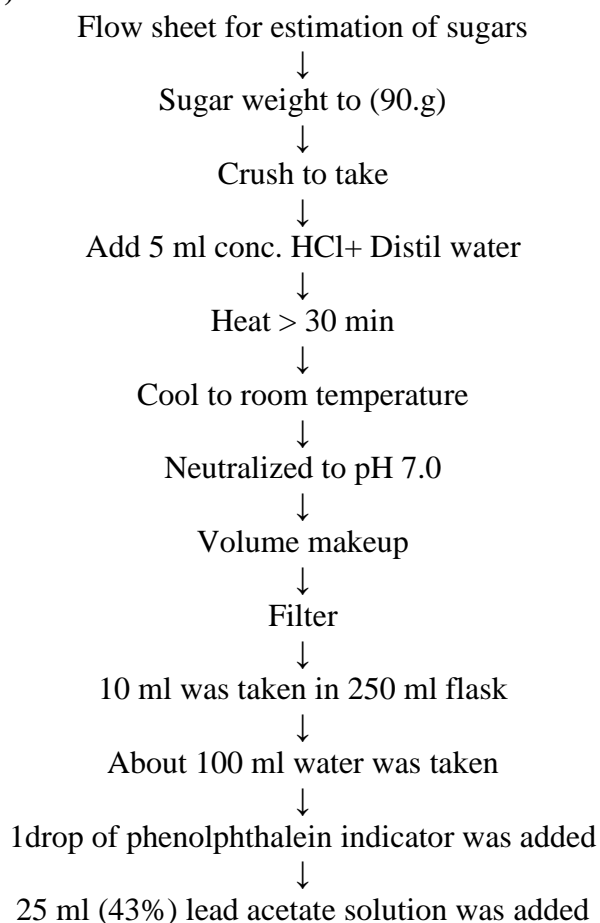 )
Flow sheet for estimation of sugars
↓
Sugar weight to (90.g)
↓
Crush to take
↓
Add 5 ml conc. HCl+ Distil water
↓
Heat > 30 min
↓
Cool to room temperature
↓
Neutralized to pH 7.0
↓
Volume makeup
↓
Filter
↓
10 ml was taken in 250 ml flask
↓
About 100 ml water was taken
↓
1drop of phenolphthalein indicator was added
↓
25 ml (43%) lead acetate solution was added